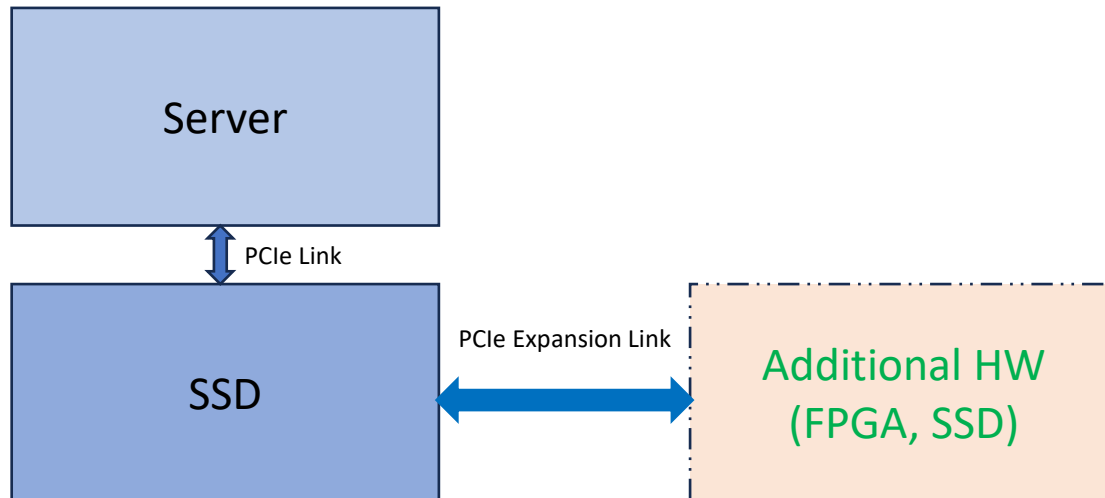 Server
PCIe Link
PCIe Expansion Link
SSD
Additional HW
(FPGA, SSD)